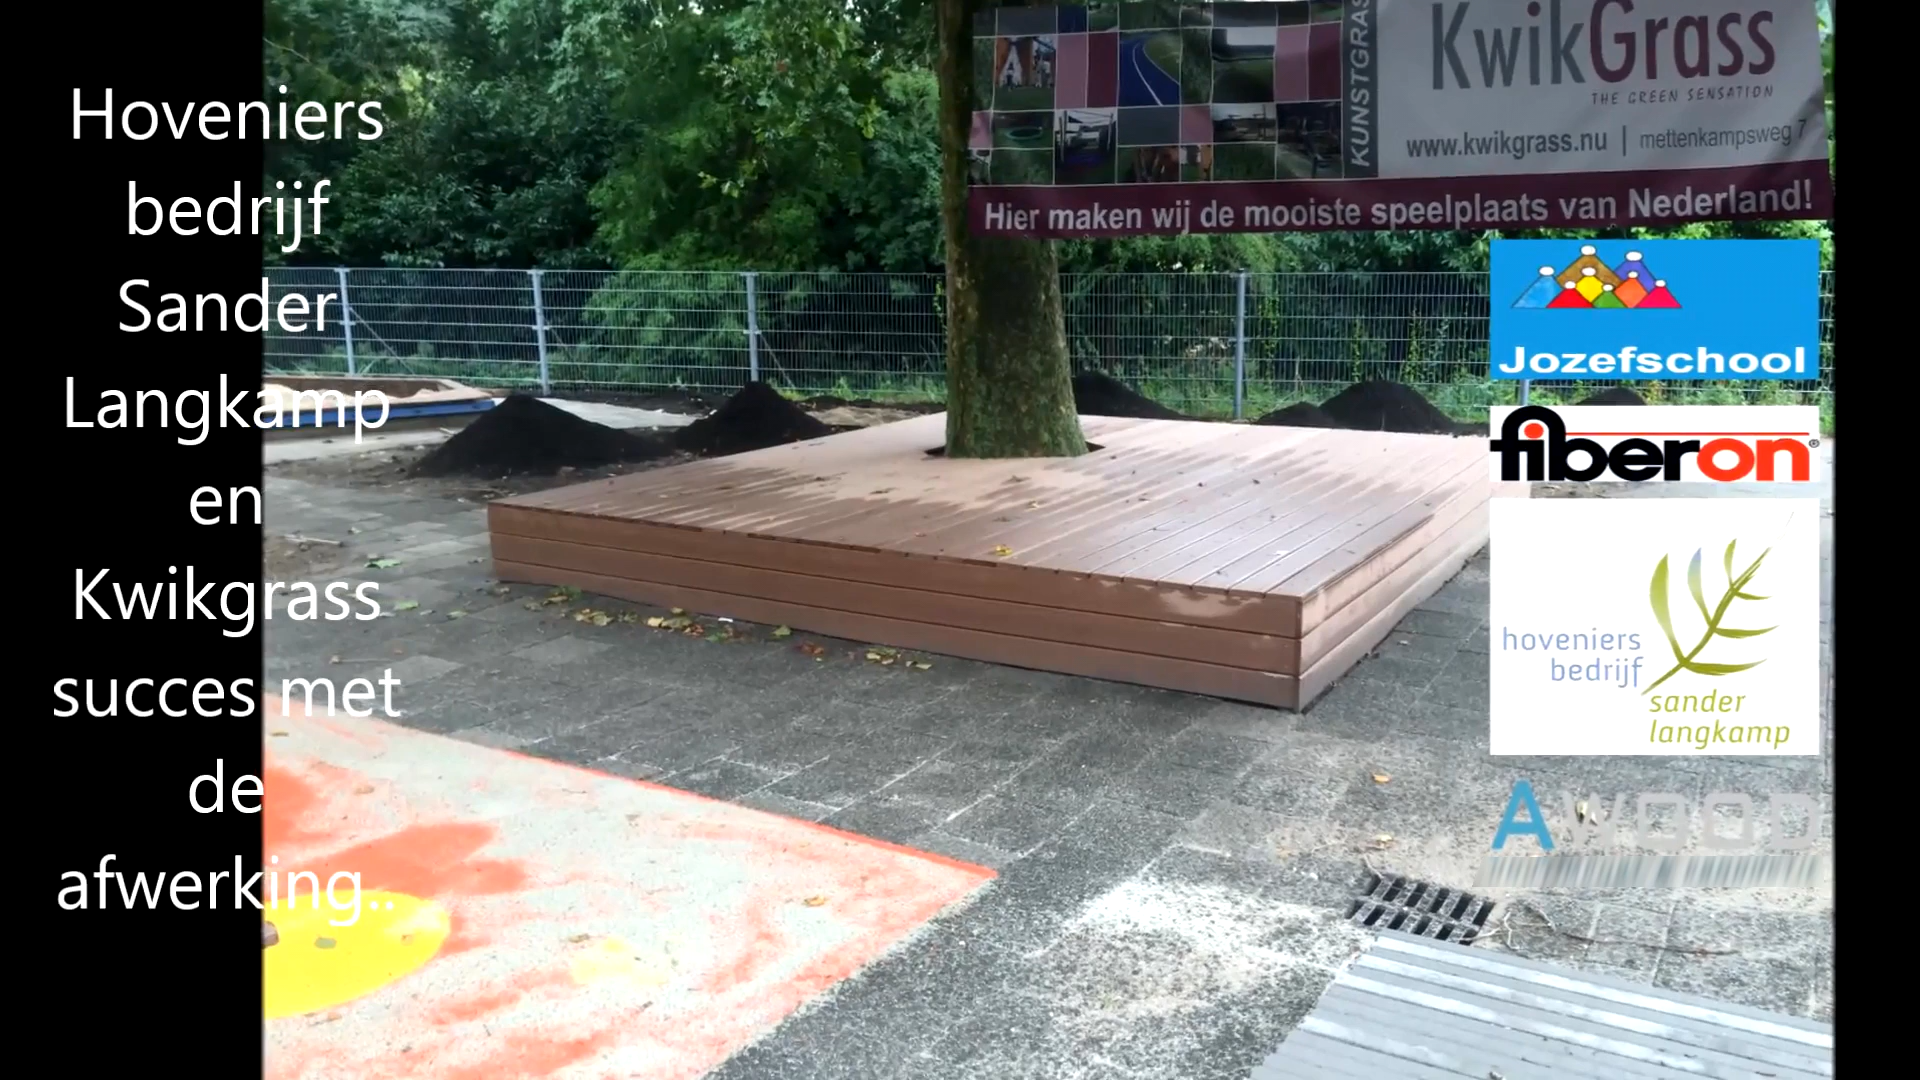 Hoveniers
bedrijf
Sander
Langkamp
en
Kwikgrass
succes met
de
afwerking..
KUNSTGRAS
KwikGrass
THE GREEN SENSATION
www.kwikgrass.nu | mettenkampsweg 7
Hier maken wij de mooiste speelplaats van Nederland!
Jozefschool
fiberon
hoveniers
bedrijf
sander
langkamp
AWOOD